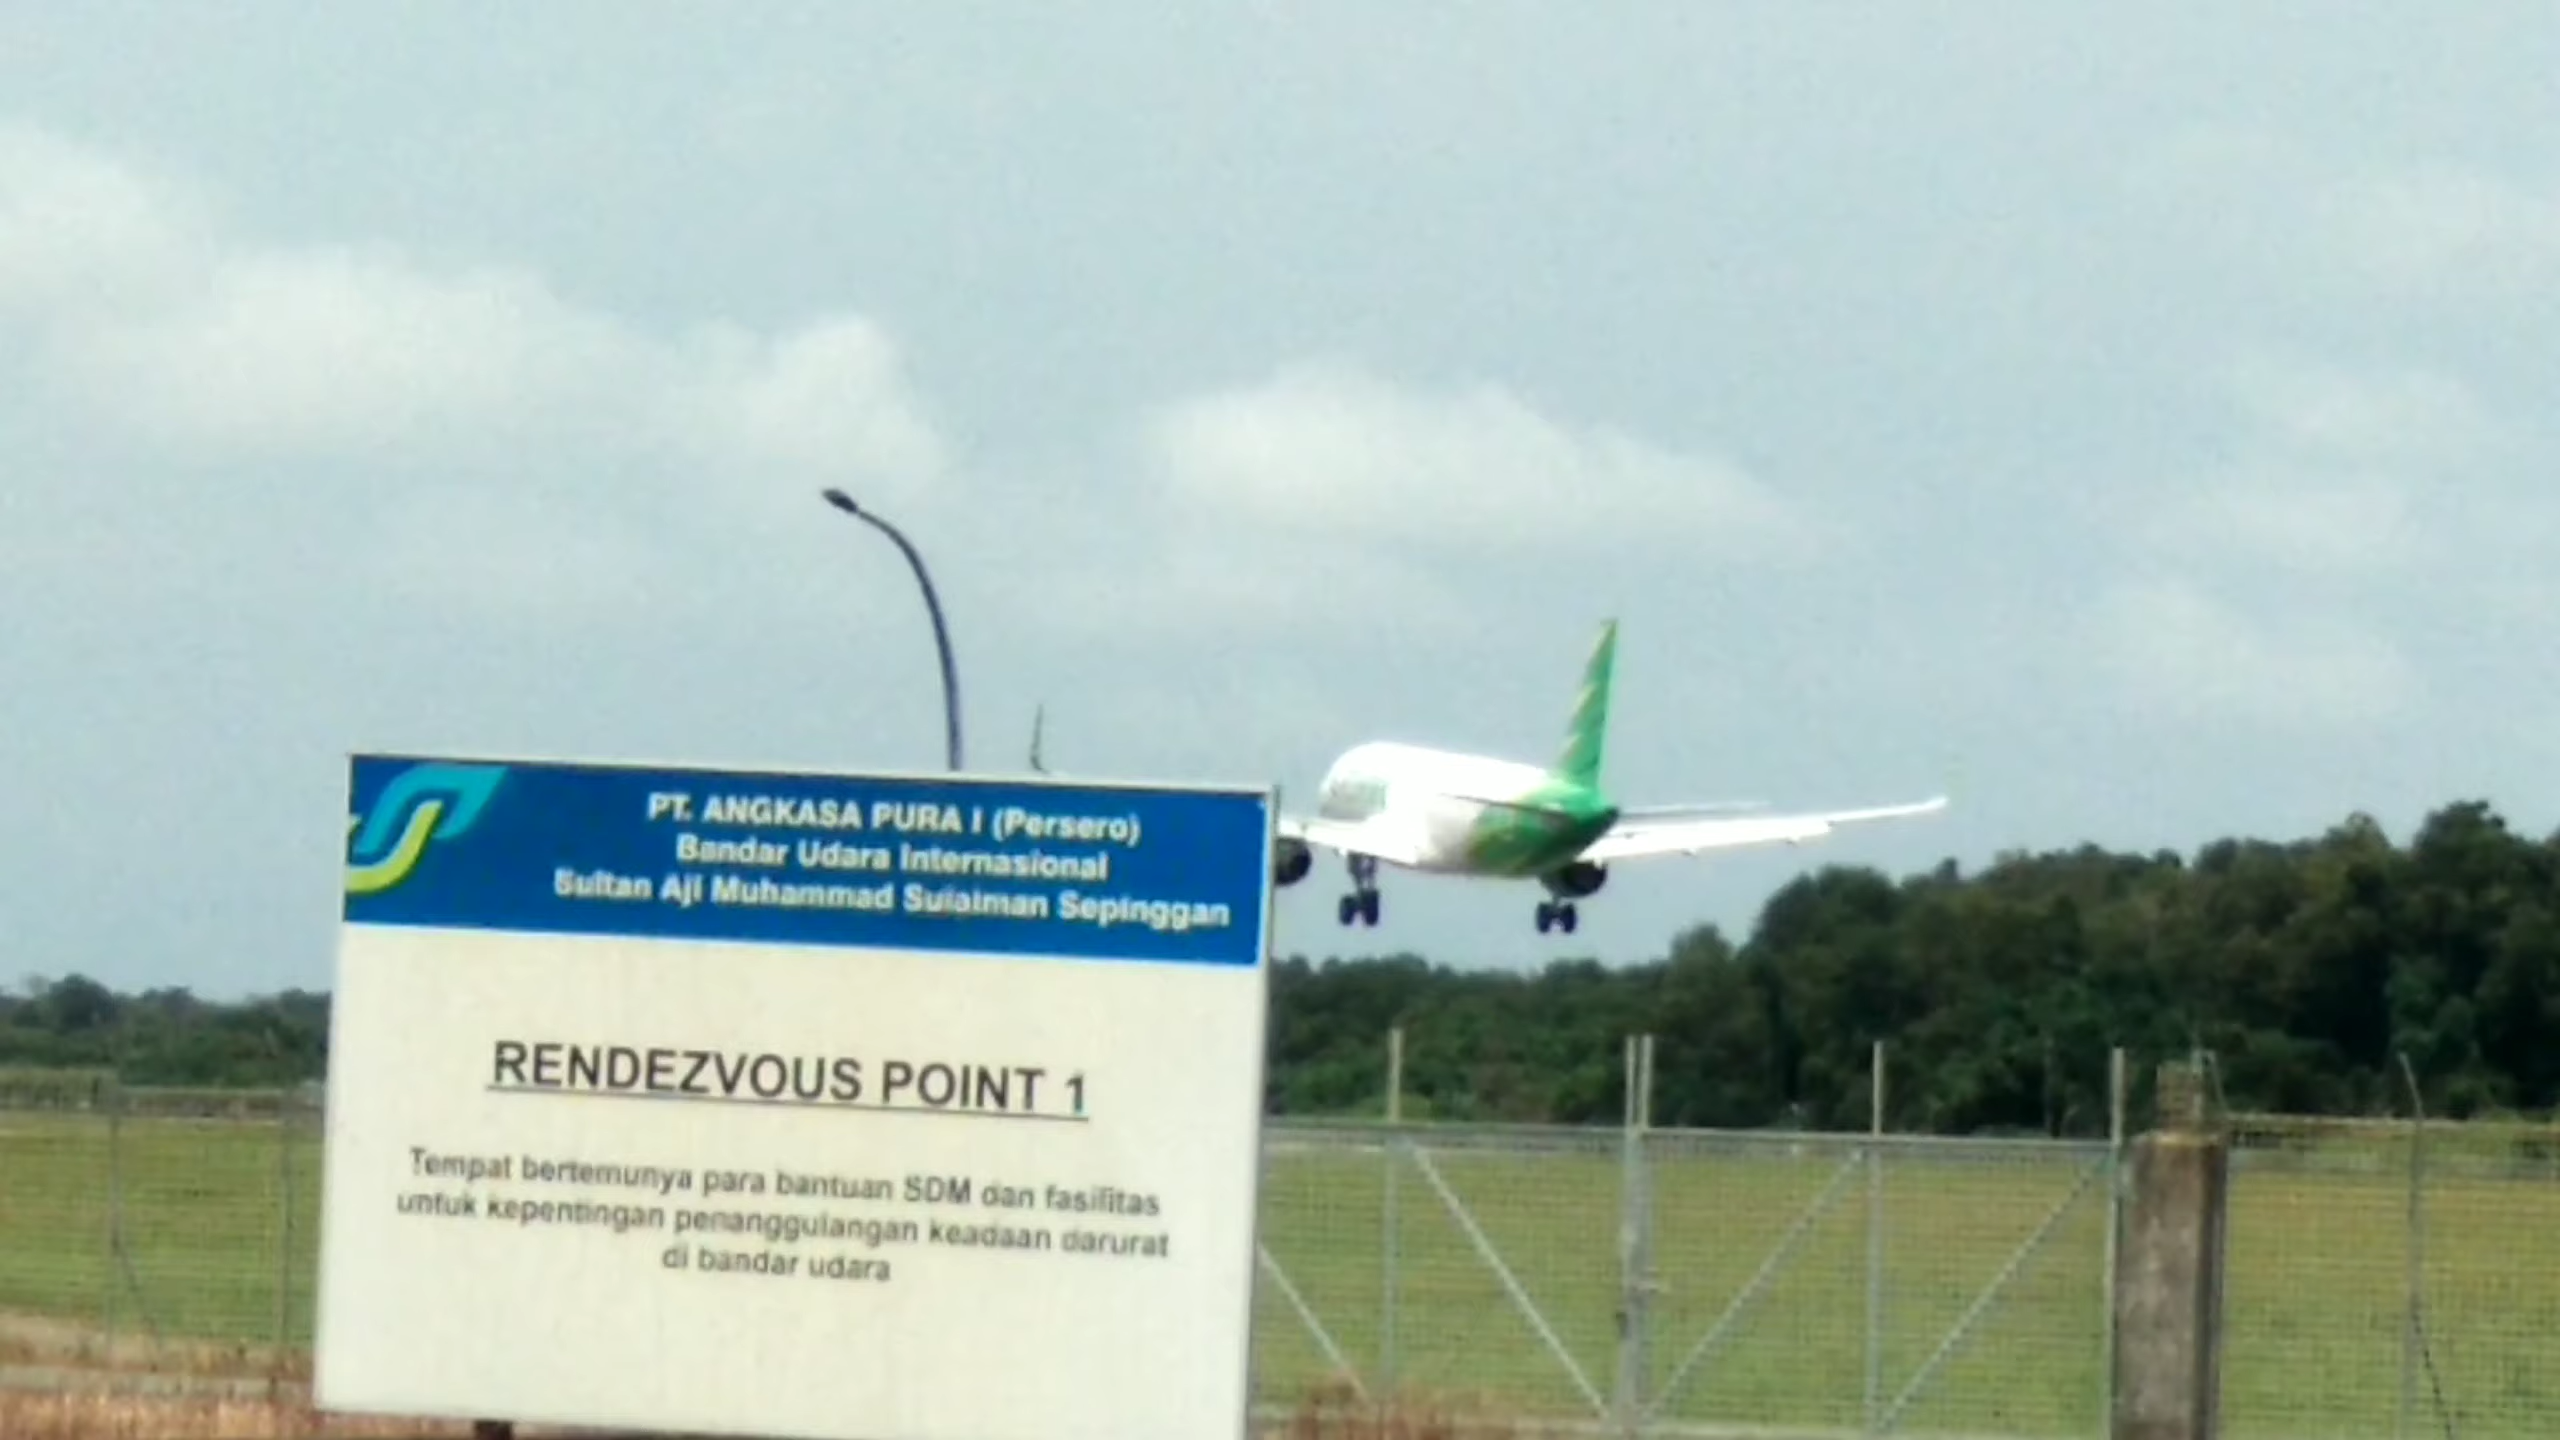 PT. ANGKASA PURA I (Persero)
Bandar Udara Internasional
Sultan Aji Muhammad Sulaiman Sepinggan
RENDEZVOUS POINT 1
Tempat bertemunya para bantuan SDM dan fasilitas
untuk kepentingan penanggulangan keadaan darurat
di bandar udara